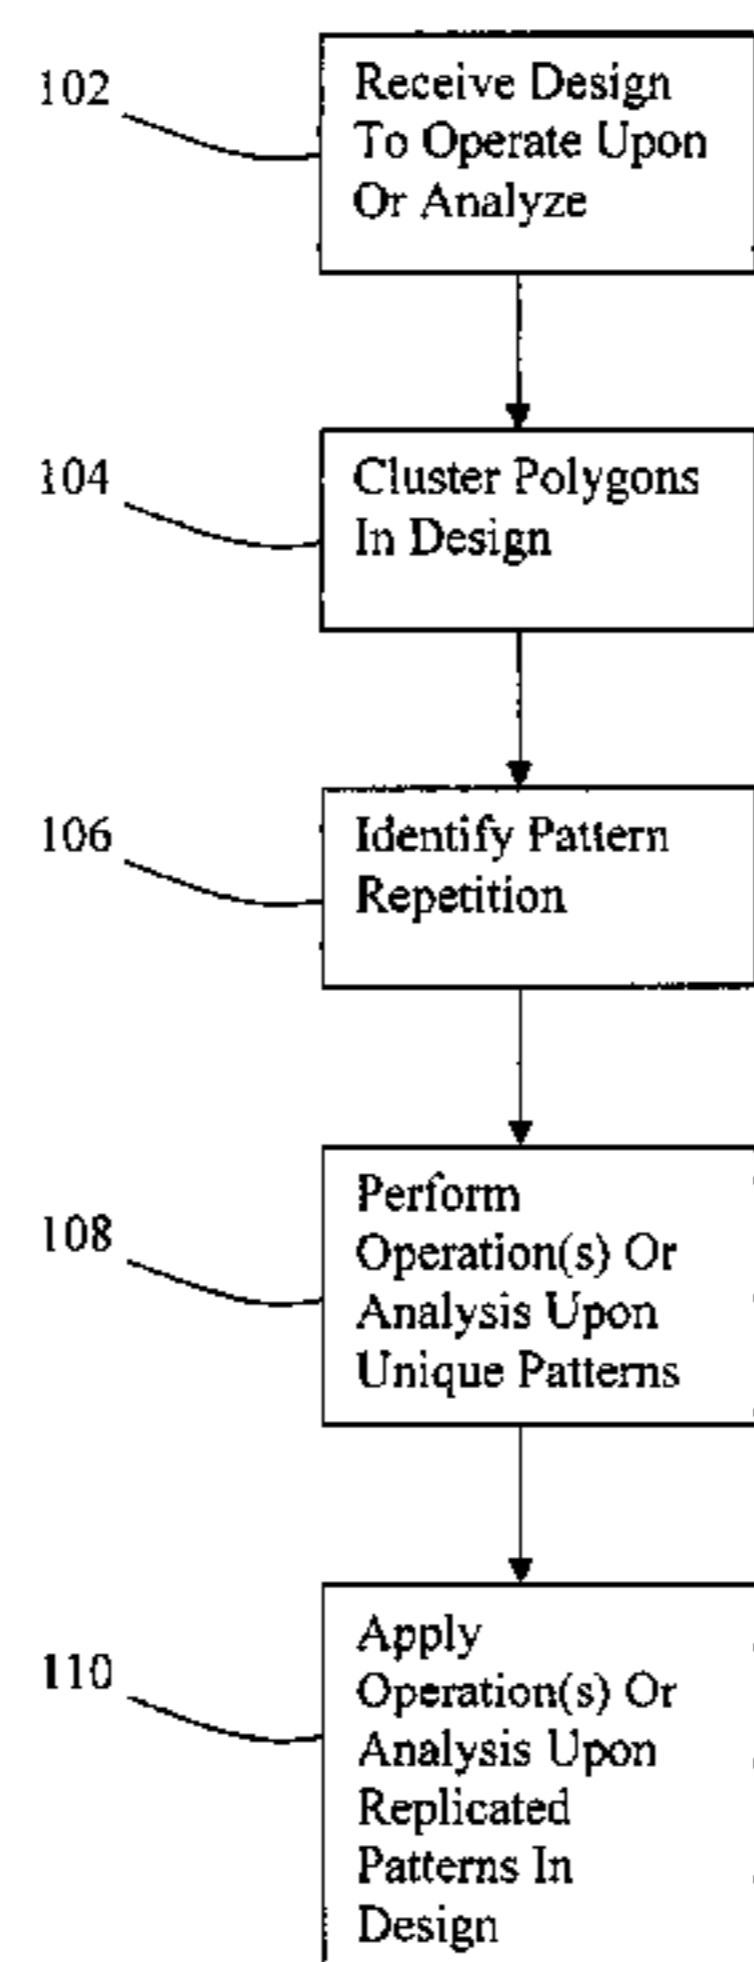 102
Receive Design
To Operate Upon
Or Analyze
104
Cluster Polygons
In Design
106
Identify Pattern
Repetition
108
Perform
Operation(s) Or
Analysis Upon
Unique Patterns
110
Apply
Operation(s) Or
Analysis Upon
Replicated
Patterns In
Design